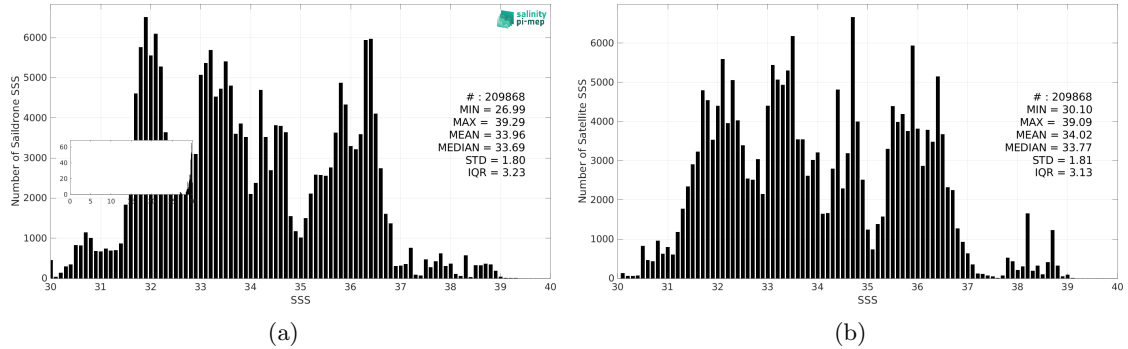 salinity
pi-mep
Number of Saildrone SSS
6000
5000
4000
3000
2000
1000
0
60
40
20
0
0 5 10 15 20
# : 209868
MIN = 26.99
MAX = 39.29
MEAN = 33.96
MEDIAN = 33.69
STD = 1.80
IQR = 3.23
30 31 32 33 34 35 36 37 38 39 40
SSS
(a)
Number of Satellite SSS
6000
5000
4000
3000
2000
1000
0
# : 209868
MIN = 30.10
MAX = 39.09
MEAN = 34.02
MEDIAN = 33.77
STD = 1.81
IQR = 3.13
30 31 32 33 34 35 36 37 38 39 40
SSS
(b)